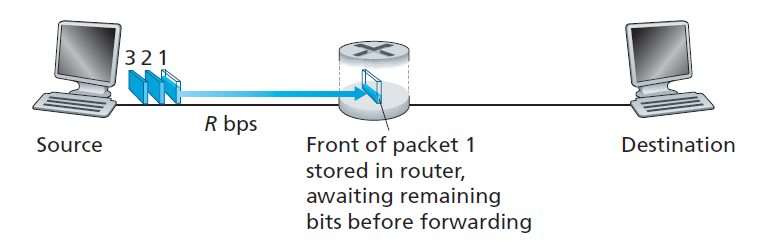 3 2 1
R bps
Source
Front of packet 1
stored in router,
awaiting remaining
bits before forwarding
Destination